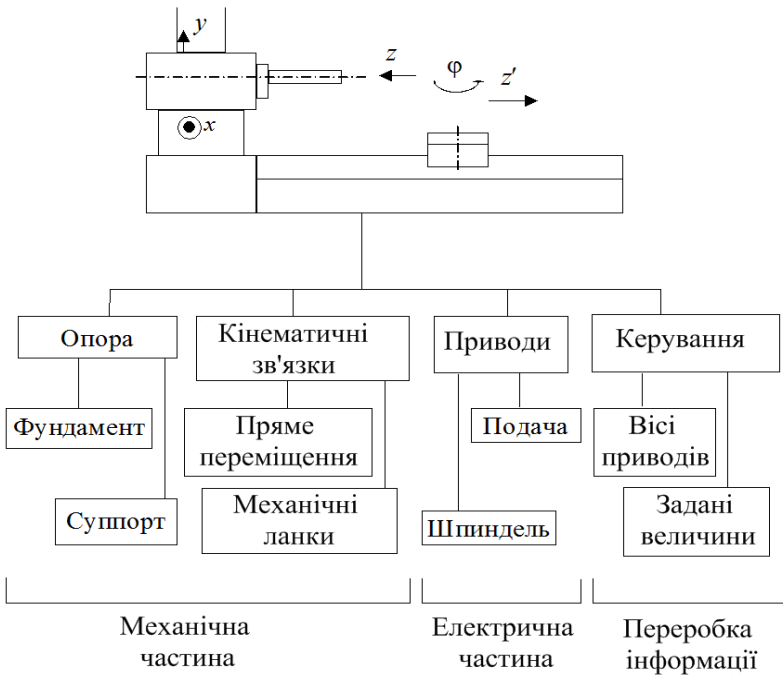 y
z
φ
z'
x
Опора
Кінематичні
зв'язки
Приводи
Керування
Фундамент
Пряме
переміщення
Подача
Вісі
приводів
Суппорт
Механічні
ланки
Шпиндель
Задані
величини
Механічна
частина
Електрична
частина
Переробка
інформації